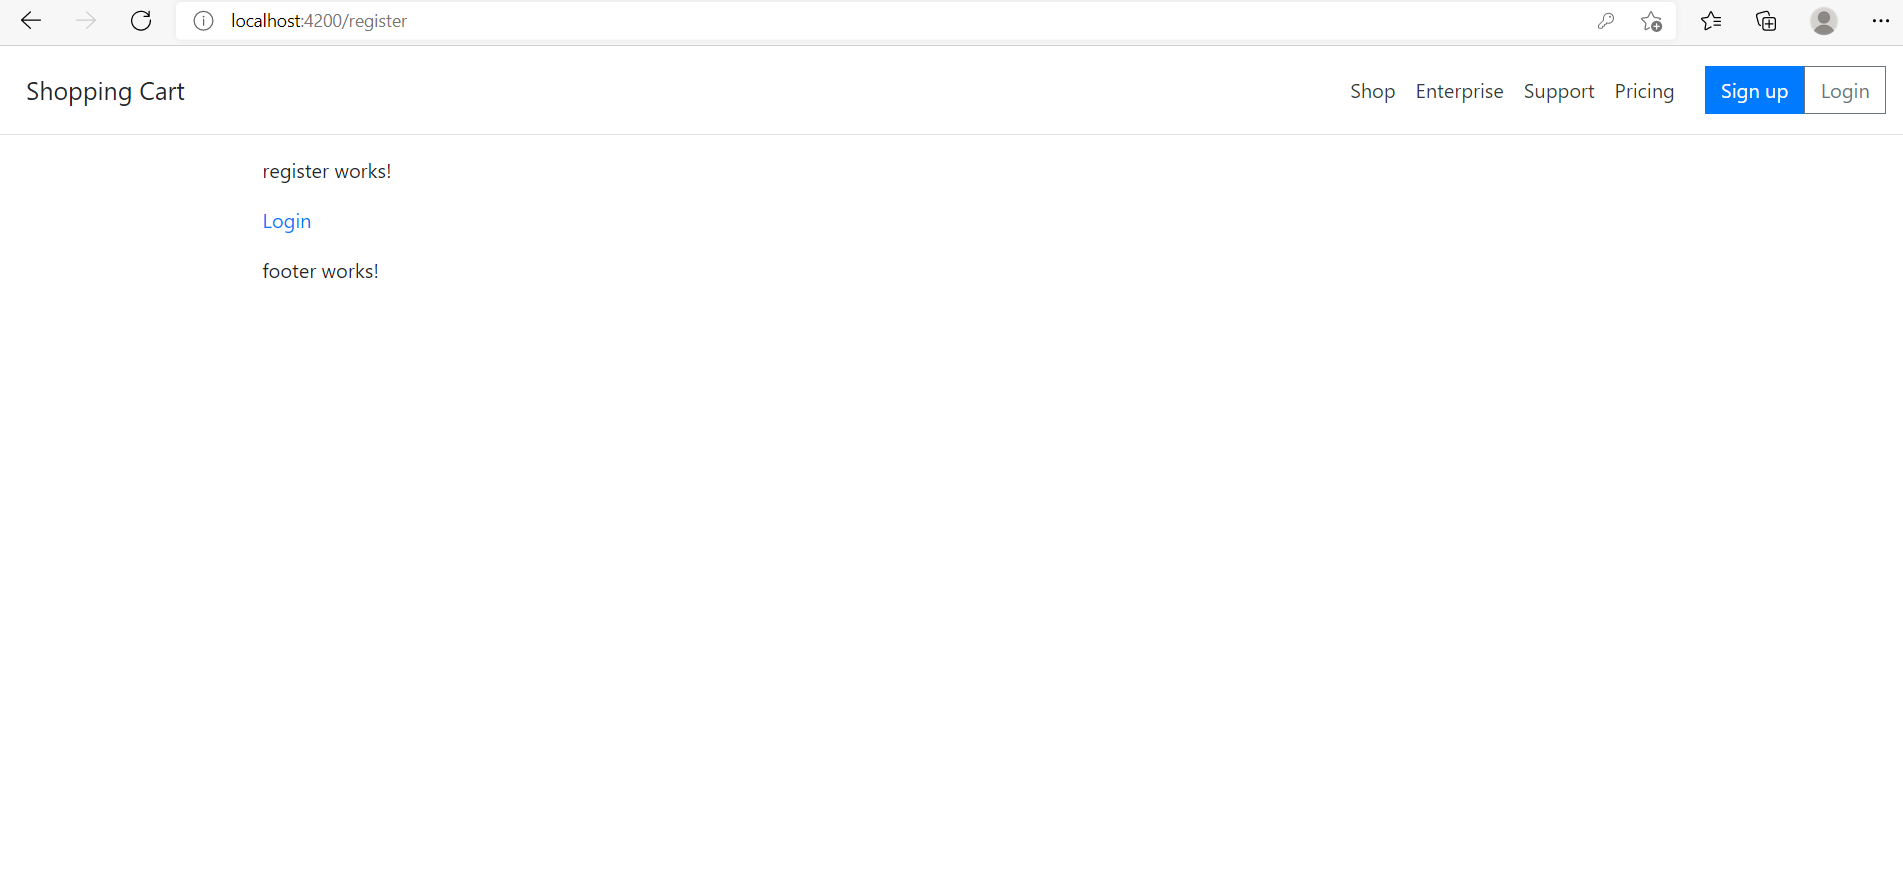 localhost:4200/register
Shopping Cart Shop Enterprise Support Pricing Sign up Login
register works!
Login
footer works!